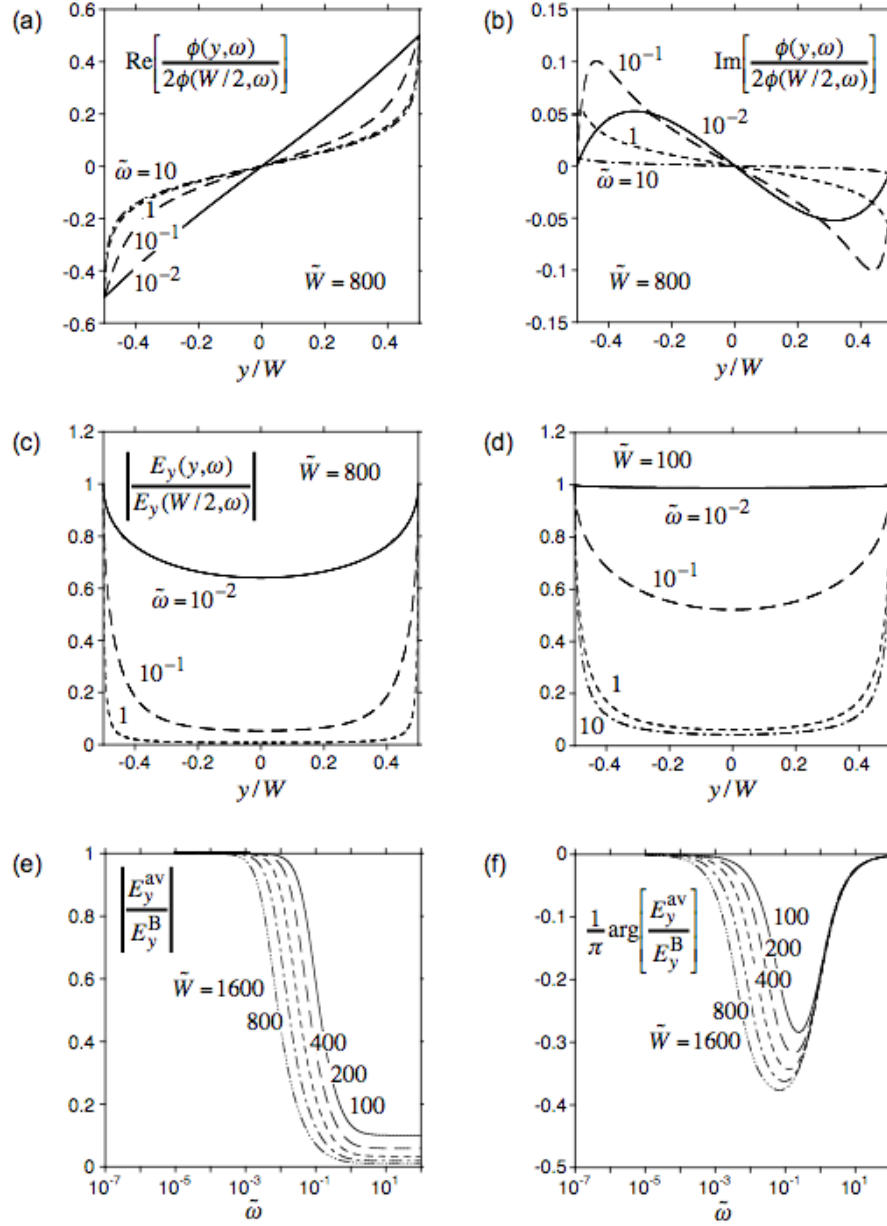 (a)
0.6
0.4
0.2
0
-0.2
-0.4
-0.6
Re[ϕ(y,ω) / 2ϕ(W/2,ω)]
ω̃ = 10
1
10⁻¹
10⁻²
W̃ = 800
-0.4 -0.2 0 0.2 0.4
y/W
(b)
0.15
0.1
0.05
0
-0.05
-0.1
-0.15
Im[ϕ(y,ω) / 2ϕ(W/2,ω)]
10⁻¹
10⁻²
1
ω̃ = 10
W̃ = 800
-0.4 -0.2 0 0.2 0.4
y/W
(c)
1.2
1
0.8
0.6
0.4
0.2
0
|E_y(y,ω) / E_y(W/2,ω)|
W̃ = 800
ω̃ = 10⁻²
10⁻¹
1
-0.4 -0.2 0 0.2 0.4
y/W
(d)
1.2
1
0.8
0.6
0.4
0.2
0
W̃ = 100
ω̃ = 10⁻²
10⁻¹
1
10
-0.4 -0.2 0 0.2 0.4
y/W
(e)
1
0.8
0.6
0.4
0.2
0
|E_y^av / E_y^B|
W̃ = 1600
800
400
200
100
10⁻⁷ 10⁻⁵ 10⁻³ 10⁻¹ 10¹
ω̃
(f)
0
-0.1
-0.2
-0.3
-0.4
-0.5
1/π arg[E_y^av / E_y^B]
100
200
400
800
W̃ = 1600
10⁻⁷ 10⁻⁵ 10⁻³ 10⁻¹ 10¹
ω̃